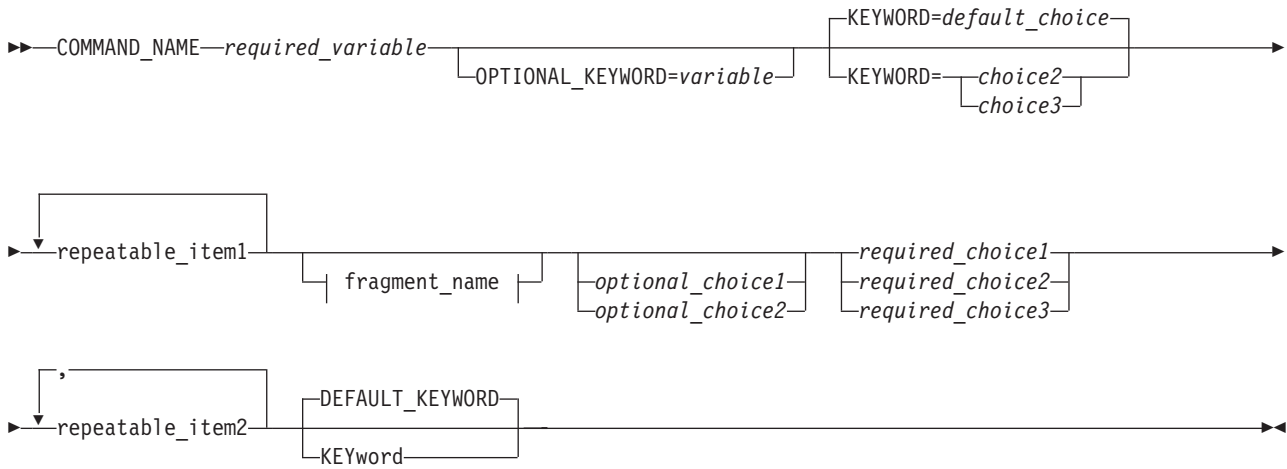 KEYWORD=default_choice
COMMAND_NAME required_variable
OPTIONAL_KEYWORD=variable
KEYWORD= choice2
choice3
repeatable_item1
fragment_name
optional_choice1
optional_choice2
required_choice1
required_choice2
required_choice3
,
repeatable_item2
DEFAULT_KEYWORD
KEYword